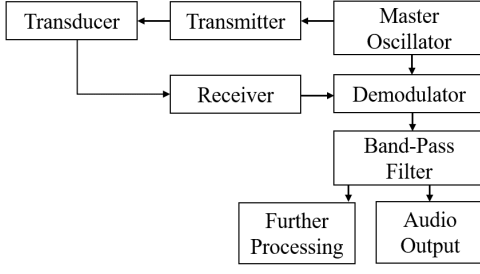 Transducer
Transmitter
Master
Oscillator
Receiver
Demodulator
Band-Pass
Filter
Further
Processing
Audio
Output